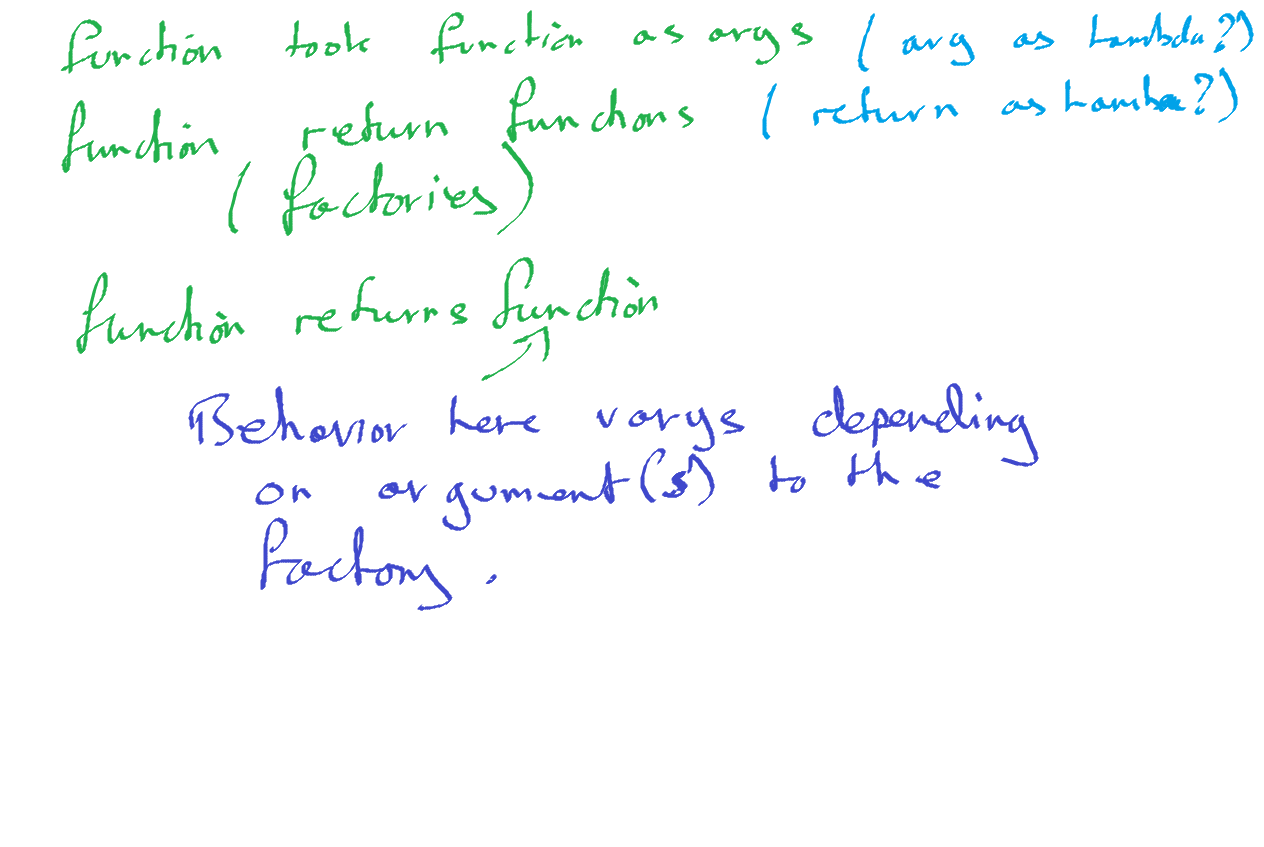 function took function as args ( arg as Lambda?)
function return functions ( return as Lambda?)
( factories)
function returns function
Behavior here varys depending
on argument(s) to the
factory.